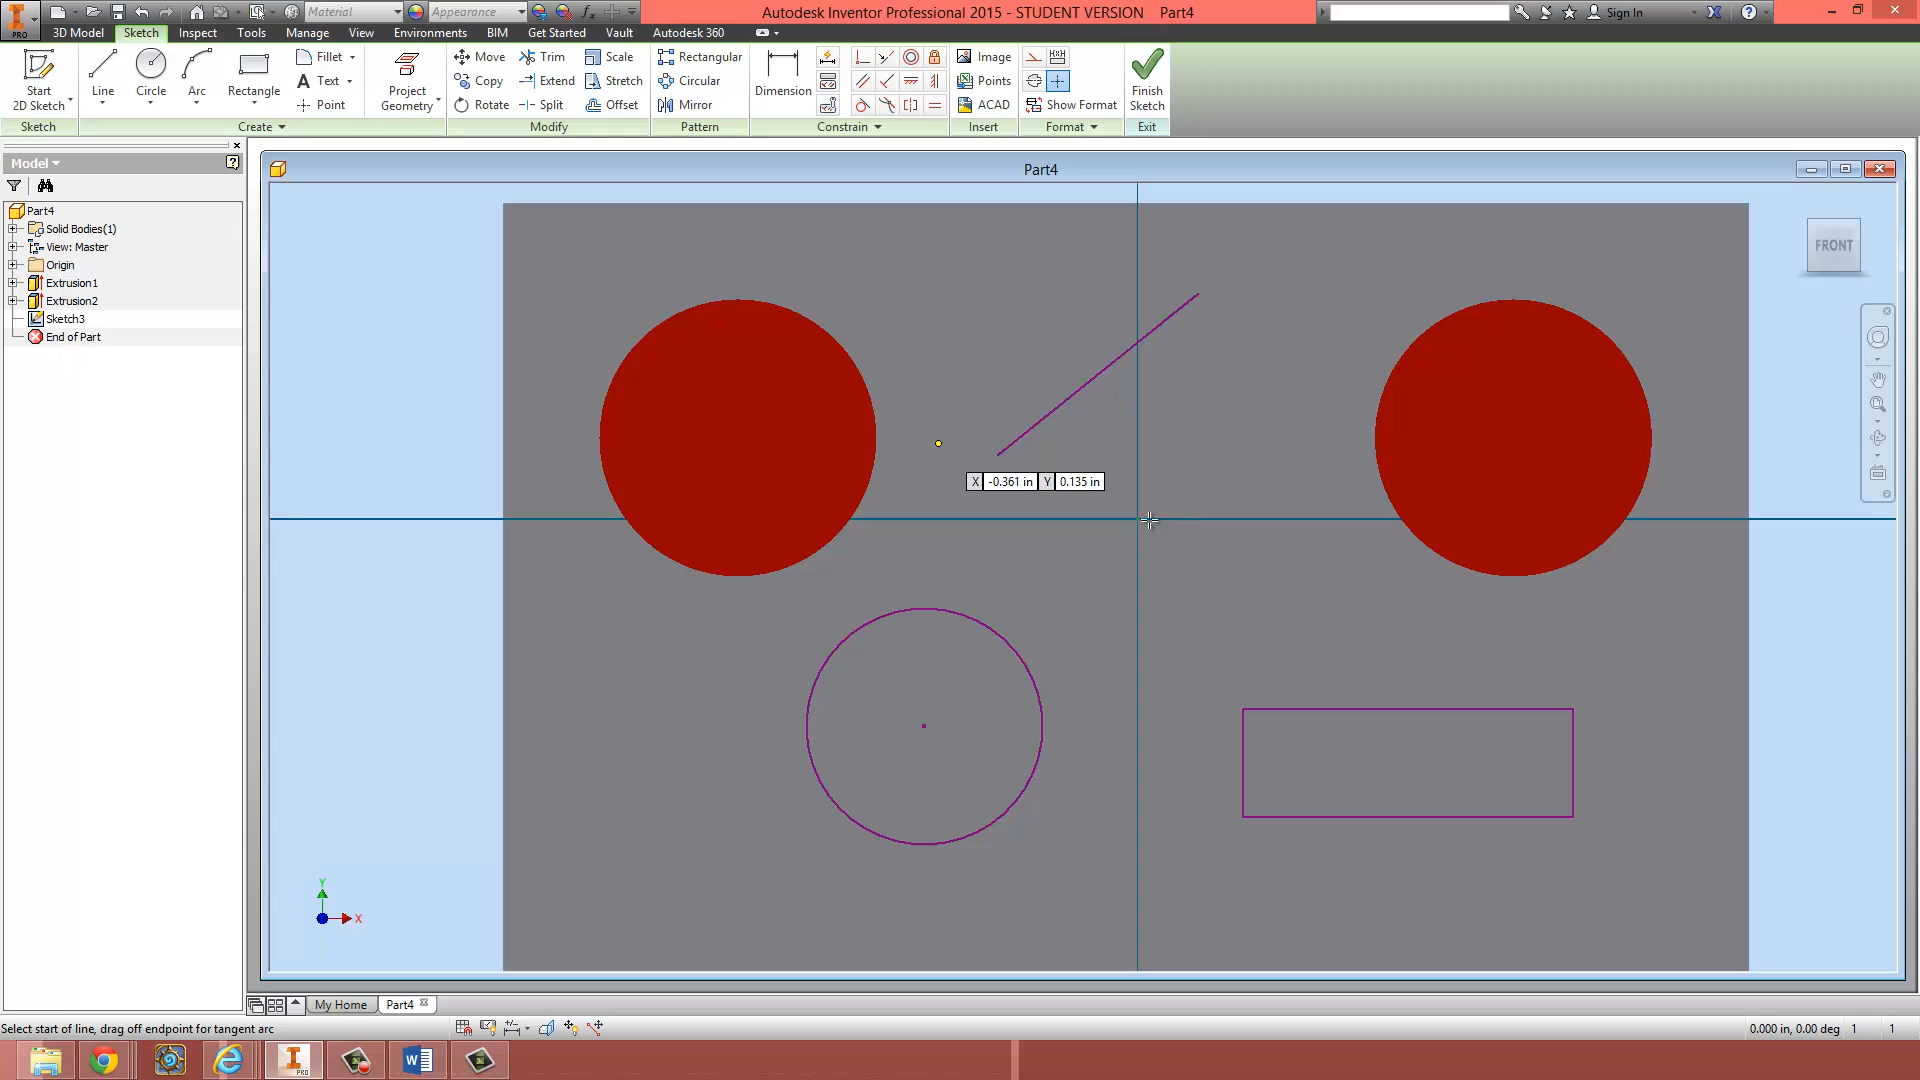 Material
Appearance
Autodesk Inventor Professional 2015 - STUDENT VERSION Part4
Sign In
PRO
3D Model Sketch Inspect Tools Manage View Environments BIM Get Started Vault Autodesk 360
Start
2D Sketch
Line
Circle
Arc
Rectangle
Fillet
Text
Point
Project
Geometry
Move
Copy
Rotate
Trim
Extend
Split
Scale
Stretch
Offset
Rectangular
Circular
Mirror
Dimension
Image
Points
ACAD
Show Format
Finish
Sketch
Sketch Create Modify Pattern Constrain Insert Format Exit
Model
Part4
Solid Bodies(1)
View: Master
Origin
Extrusion1
Extrusion2
Sketch3
End of Part
Part4
FRONT
X -0.361 in Y 0.135 in
Y
X
My Home Part4
Select start of line, drag off endpoint for tangent arc
0.000 in, 0.00 deg 1 1
PRO